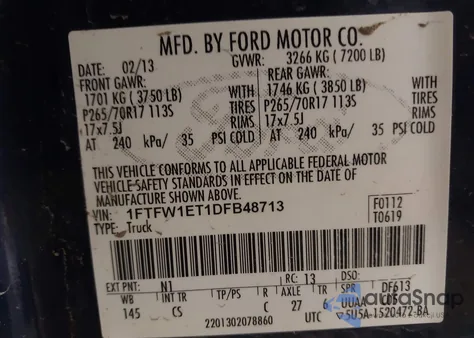 MFD. BY FORD MOTOR CO.
DATE: 02/13 GVWR: 3266 KG ( 7200 LB)
FRONT GAWR: REAR GAWR:
1701 KG ( 3750 LB) WITH 1746 KG ( 3850 LB) WITH
P265/70R17 113S TIRES P265/70R17 113S TIRES
17x7.5J RIMS 17x7.5J RIMS
AT 240 kPa/ 35 PSI COLD AT 240 kPa/ 35 PSI COLD
THIS VEHICLE CONFORMS TO ALL APPLICABLE FEDERAL MOTOR
VEHICLE SAFETY STANDARDS IN EFFECT ON THE DATE OF
MANUFACTURE SHOWN ABOVE.
VIN: 1FTFW1ET1DFB48713 F0112
TYPE: Truck T0619
EXT PNT: N1 RC: 13 DSO:
WB INT TR TP/PS R AXLE TR SPR DF613
145 CS C 27 6 UUAA
2201302078860 UTC 5U5A-1520472-BA
autoSnap